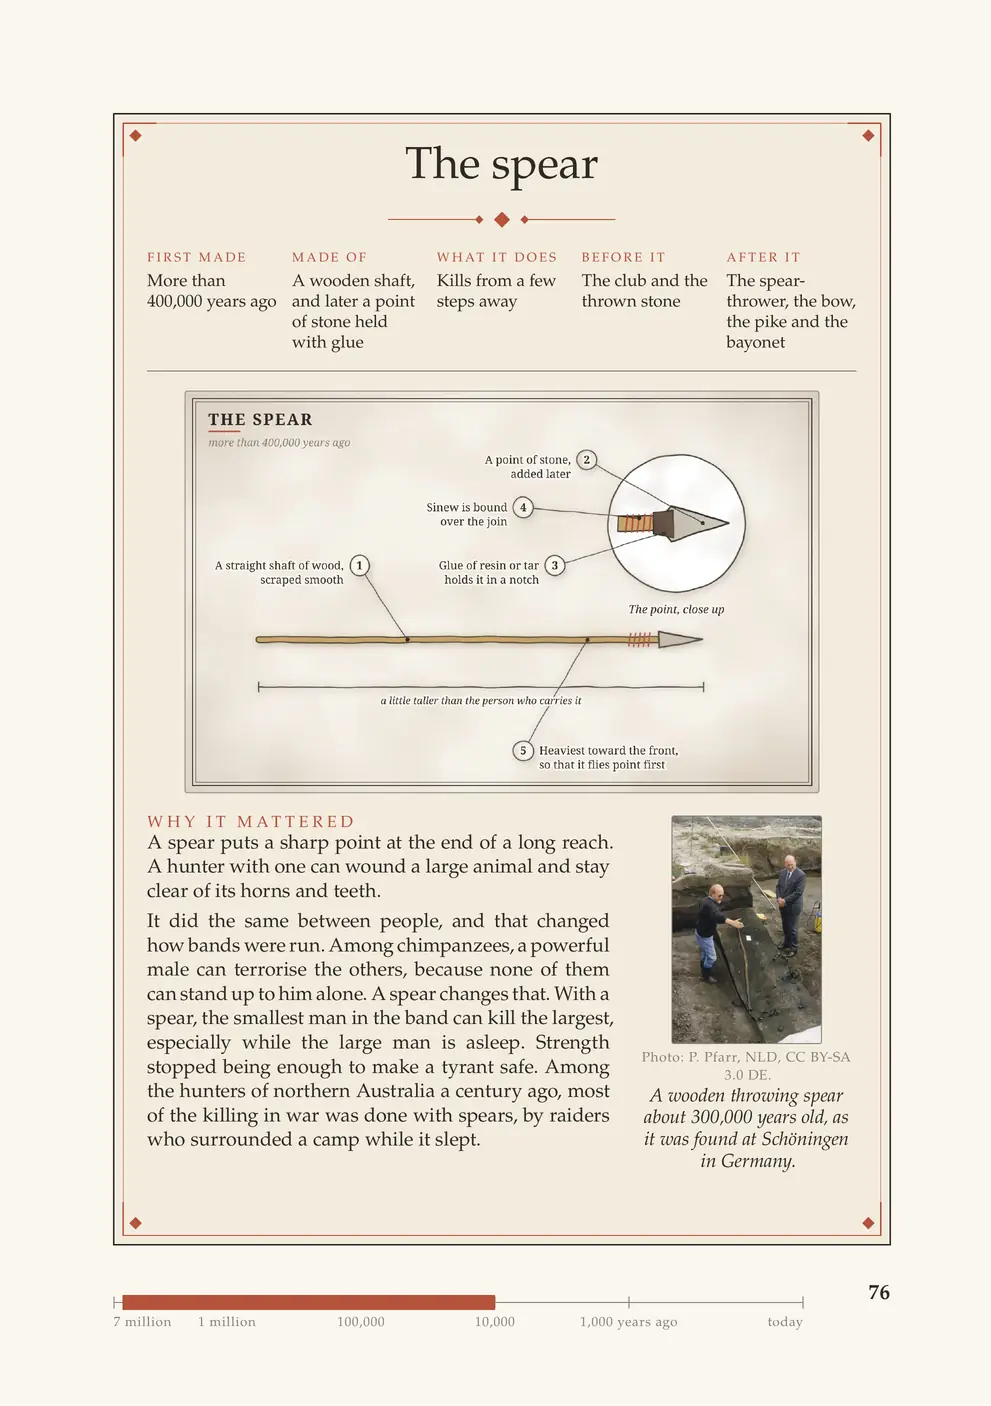 The spear
FIRST MADE
More than
400,000 years ago
MADE OF
A wooden shaft,
and later a point
of stone held
with glue
WHAT IT DOES
Kills from a few
steps away
BEFORE IT
The club and the
thrown stone
AFTER IT
The spear-
thrower, the bow,
the pike and the
bayonet
THE SPEAR
more than 400,000 years ago
A point of stone,
added later
2
Sinew is bound
over the join
4
A straight shaft of wood,
scraped smooth
1
Glue of resin or tar
holds it in a notch
3
The point, close up
a little taller than the person who carries it
5
Heaviest toward the front,
so that it flies point first
WHY IT MATTERED
A spear puts a sharp point at the end of a long reach.
A hunter with one can wound a large animal and stay
clear of its horns and teeth.
It did the same between people, and that changed
how bands were run. Among chimpanzees, a powerful
male can terrorise the others, because none of them
can stand up to him alone. A spear changes that. With a
spear, the smallest man in the band can kill the largest,
especially while the large man is asleep. Strength
stopped being enough to make a tyrant safe. Among
the hunters of northern Australia a century ago, most
of the killing in war was done with spears, by raiders
who surrounded a camp while it slept.
Photo: P. Pfarr, NLD, CC BY-SA
3.0 DE.
A wooden throwing spear
about 300,000 years old, as
it was found at Schöningen
in Germany.
76
7 million
1 million
100,000
10,000
1,000 years ago
today